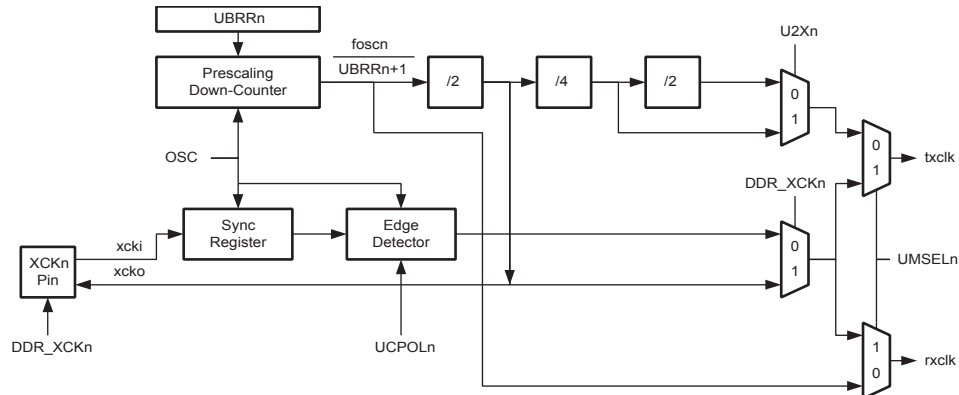 UBRRn
U2Xn
foscn
Prescaling
Down-Counter
UBRRn+1
/2
/4
/2
0
1
OSC
0
1
txclk
DDR_XCKn
Sync
Register
Edge
Detector
xcki
XCKn
Pin
xcko
0
1
UMSELn
DDR_XCKn
UCPOLn
1
0
rxclk